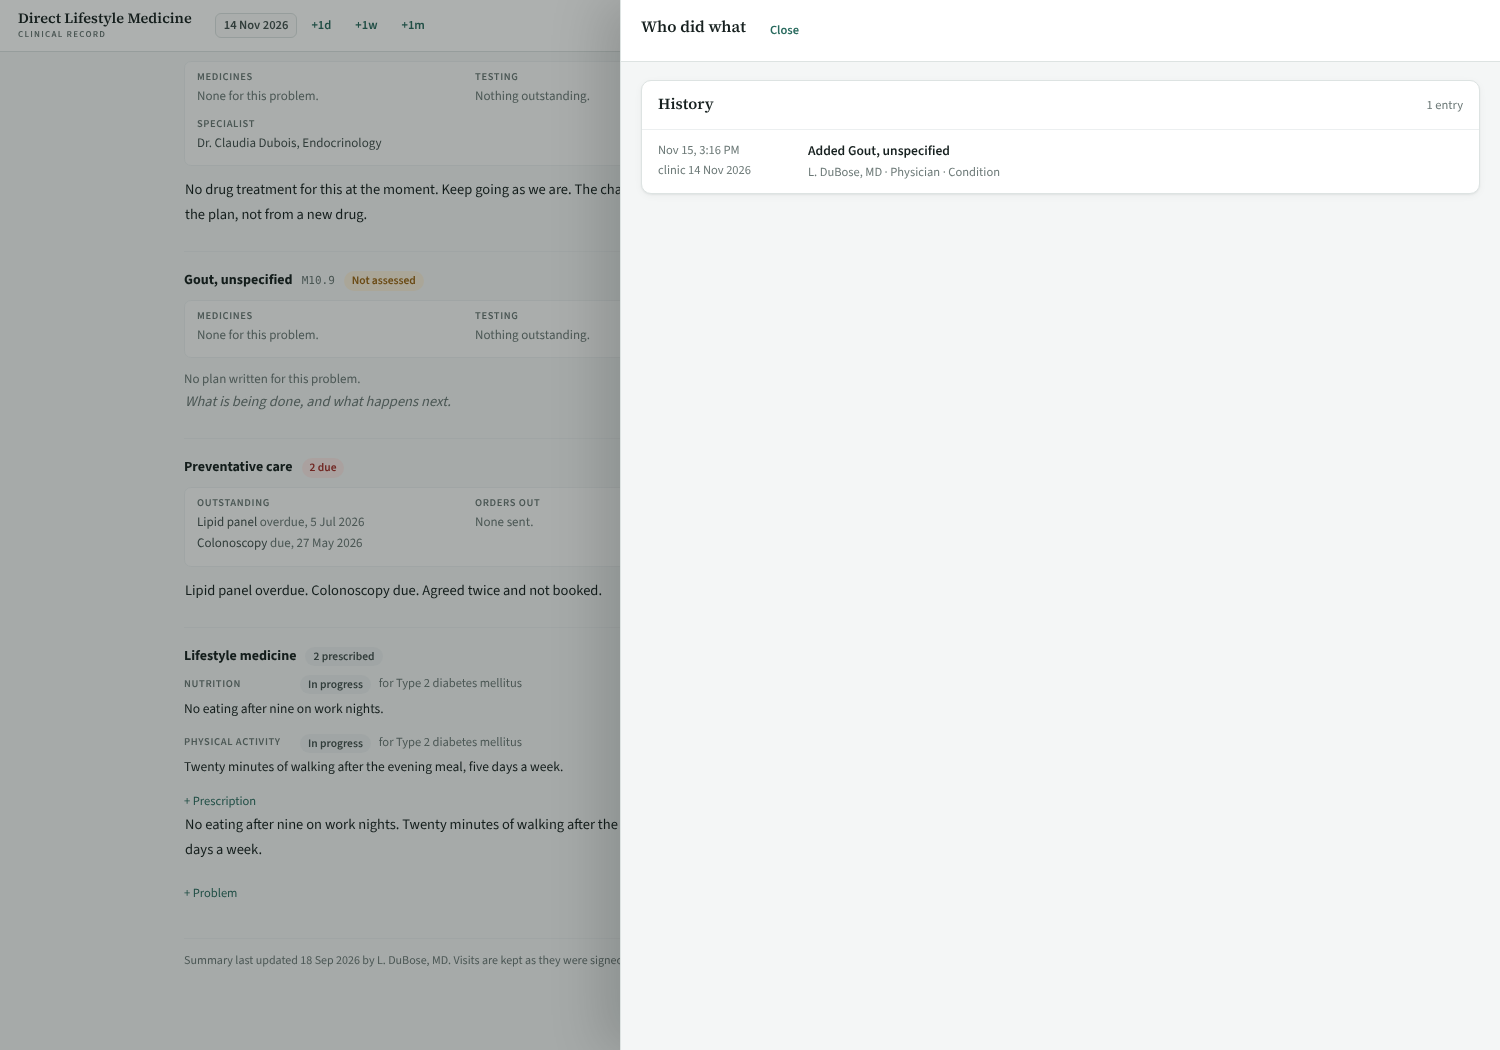 Direct Lifestyle Medicine
CLINICAL RECORD
14 Nov 2026 +1d +1w +1m
MEDICINES TESTING
None for this problem. Nothing outstanding.
SPECIALIST
Dr. Claudia Dubois, Endocrinology
No drug treatment for this at the moment. Keep going as we are. The cha
the plan, not from a new drug.
Gout, unspecified M10.9 Not assessed
MEDICINES TESTING
None for this problem. Nothing outstanding.
No plan written for this problem.
What is being done, and what happens next.
Preventative care 2 due
OUTSTANDING ORDERS OUT
Lipid panel overdue, 5 Jul 2026 None sent.
Colonoscopy due, 27 May 2026
Lipid panel overdue. Colonoscopy due. Agreed twice and not booked.
Lifestyle medicine 2 prescribed
NUTRITION In progress for Type 2 diabetes mellitus
No eating after nine on work nights.
PHYSICAL ACTIVITY In progress for Type 2 diabetes mellitus
Twenty minutes of walking after the evening meal, five days a week.
+ Prescription
No eating after nine on work nights. Twenty minutes of walking after the
days a week.
+ Problem
Summary last updated 18 Sep 2026 by L. DuBose, MD. Visits are kept as they were signed
Who did what Close
History 1 entry
Nov 15, 3:16 PM Added Gout, unspecified
clinic 14 Nov 2026 L. DuBose, MD · Physician · Condition